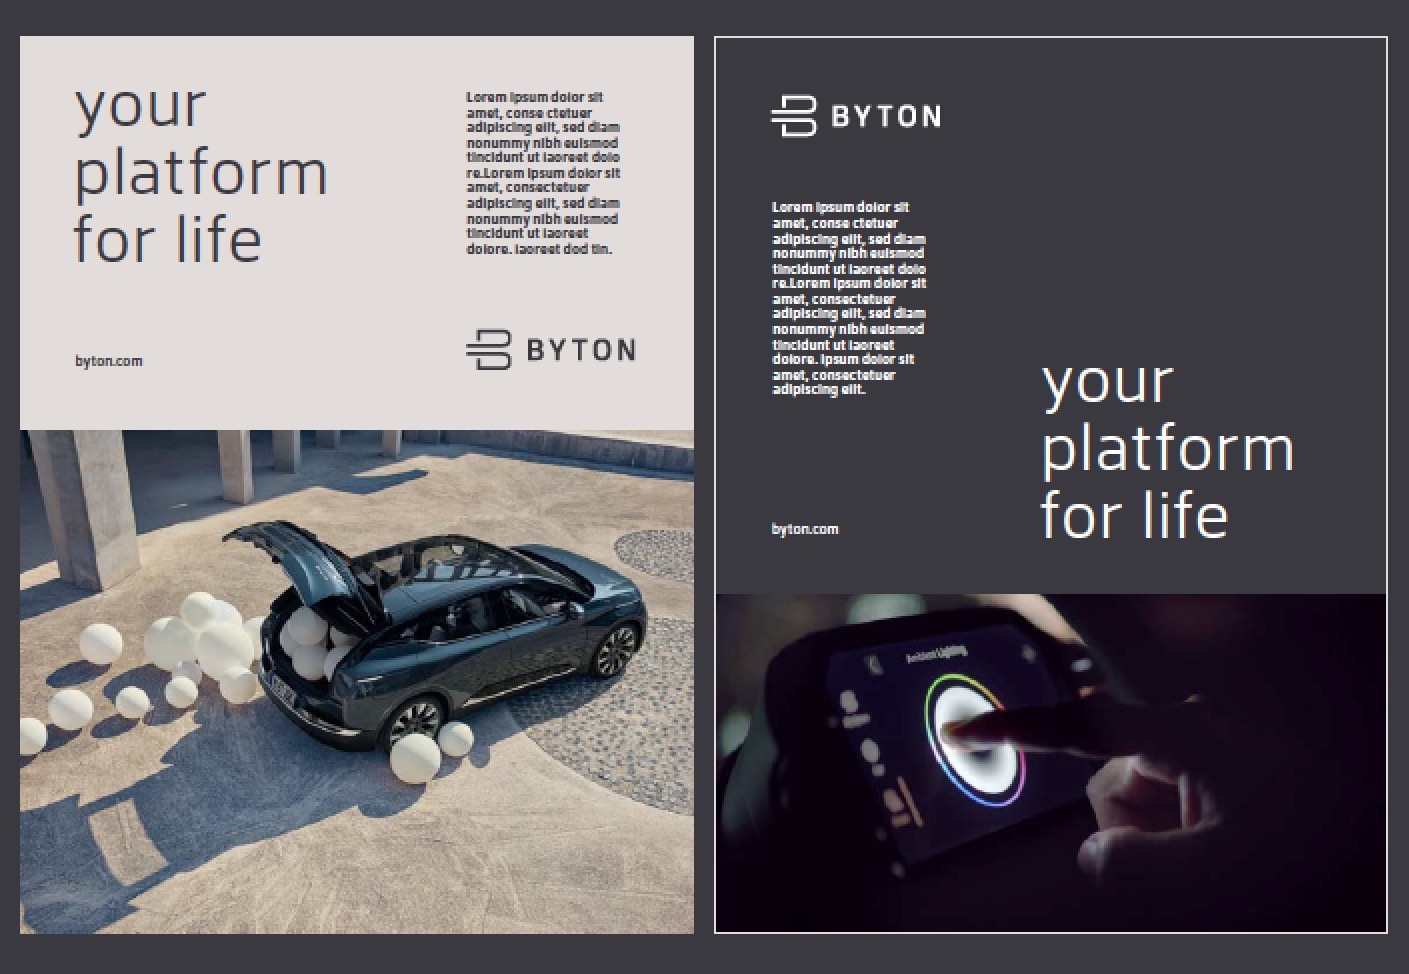 your
platform
for life
Lorem ipsum dolor sit
amet, conse ctetuer
adipiscing elit, sed diam
nonummy nibh euismod
tincidunt ut laoreet dolo
re.Lorem ipsum dolor sit
amet, consectetuer
adipiscing elit, sed diam
nonummy nibh euismod
tincidunt ut laoreet
dolore. laoreet dod tin.
byton.com
BYTON
BYTON
Lorem ipsum dolor sit
amet, conse ctetuer
adipiscing elit, sed diam
nonummy nibh euismod
tincidunt ut laoreet dolo
re.Lorem ipsum dolor sit
amet, consectetuer
adipiscing elit, sed diam
nonummy nibh euismod
tincidunt ut laoreet
dolore. Ipsum dolor sit
amet, consectetuer
adipiscing elit.
your
platform
for life
byton.com
Ambient Lighting